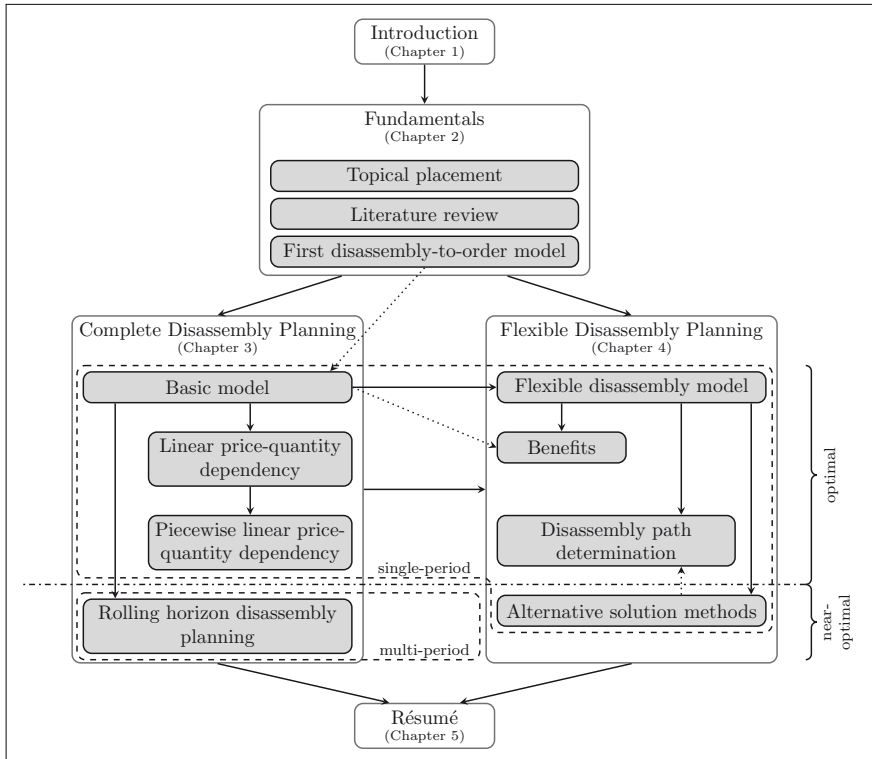 Introduction
(Chapter 1)
Fundamentals
(Chapter 2)
Topical placement
Literature review
First disassembly-to-order model
Complete Disassembly Planning
(Chapter 3)
Basic model
Linear price-quantity
dependency
Piecewise linear price-
quantity dependency
single-period
Rolling horizon disassembly
planning
multi-period
Flexible Disassembly Planning
(Chapter 4)
Flexible disassembly model
Benefits
Disassembly path
determination
Alternative solution methods
optimal
near-
optimal
Résumé
(Chapter 5)